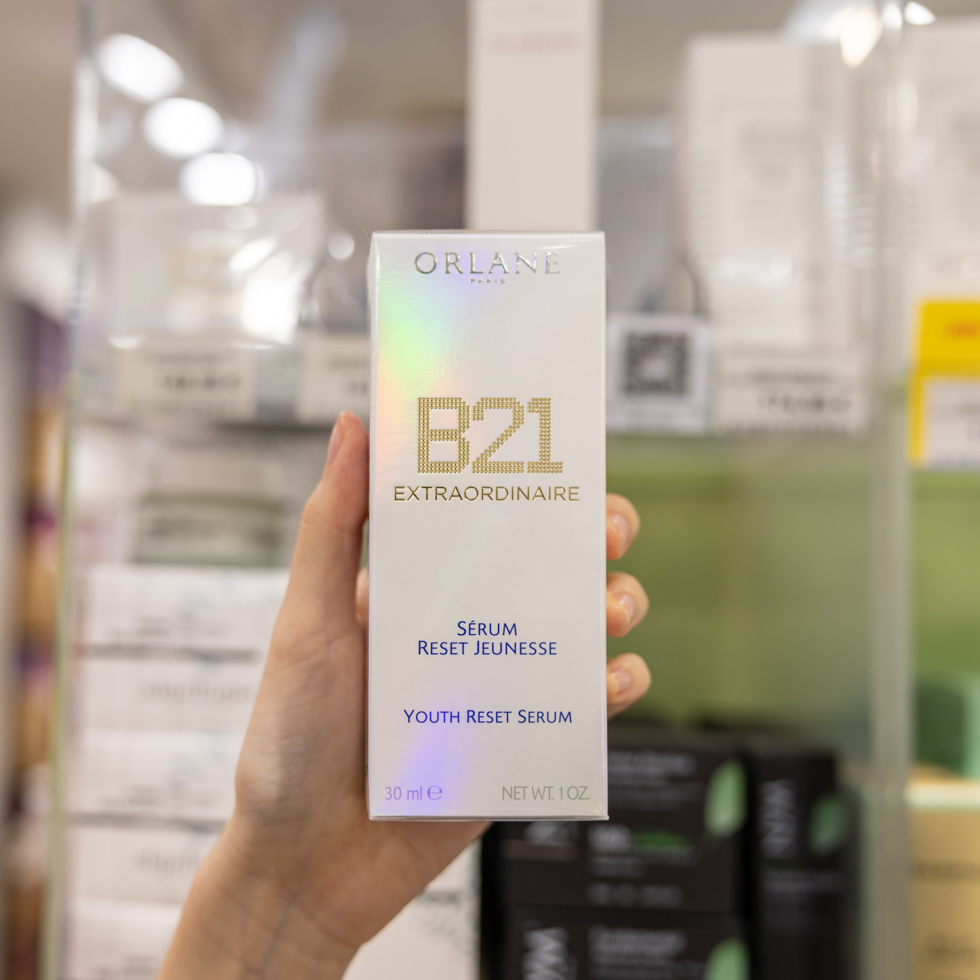 ORLANE
PARIS
B21
EXTRAORDINAIRE
SÉRUM
RESET JEUNESSE
YOUTH RESET SERUM
30 ml ℮ NET WT. 1 OZ.